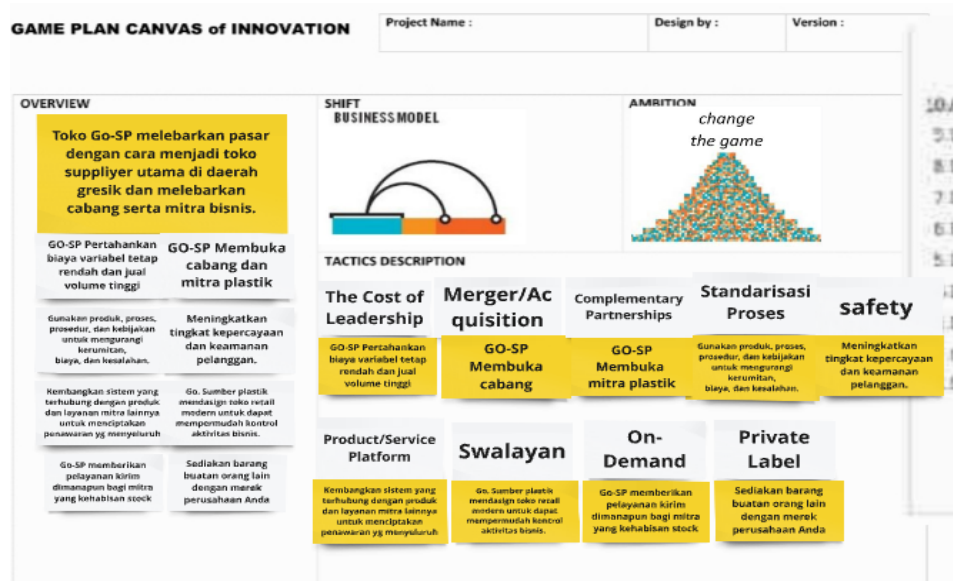 GAME PLAN CANVAS of INNOVATION
Project Name :
Design by :
Version :
OVERVIEW
Toko Go-SP melebarkan pasar
dengan cara menjadi toko
suppliyer utama di daerah
gresik dan melebarkan
cabang serta mitra bisnis.
GO-SP Pertahankan
biaya variabel tetap
rendah dan jual
volume tinggi
GO-SP Membuka
cabang dan
mitra plastik
Gunakan produk, proses,
prosedur, dan kebijakan
untuk mengurangi
kerumitan,
biaya, dan kesalahan.
Meningkatkan
tingkat kepercayaan
dan keamanan
pelanggan.
Kembangkan sistem yang
terhubung dengan produk
dan layanan mitra lainnya
untuk menciptakan
penawaran yg menyeluruh
Go. Sumber plastik
mendasign toko retail
modern untuk dapat
mempermudah kontrol
aktivitas bisnis.
Go-SP memberikan
pelayanan kirim
dimanapun bagi mitra
yang kehabisan stock
Sediakan barang
buatan orang lain
dengan merek
perusahaan Anda
SHIFT
BUSINESS MODEL
AMBITION
change
the game
TACTICS DESCRIPTION
The Cost of
Leadership
GO-SP Pertahankan
biaya variabel tetap
rendah dan jual
volume tinggi
Merger/Ac
quisition
GO-SP
Membuka
cabang
Complementary
Partnerships
GO-SP
Membuka
mitra plastik
Standarisasi
Proses
Gunakan produk, proses,
prosedur, dan kebijakan
untuk mengurangi
kerumitan,
biaya, dan kesalahan.
safety
Meningkatkan
tingkat kepercayaan
dan keamanan
pelanggan.
Product/Service
Platform
Kembangkan sistem yang
terhubung dengan produk
dan layanan mitra lainnya
untuk menciptakan
penawaran yg menyeluruh
Swalayan
Go. Sumber plastik
mendasign toko retail
modern untuk dapat
mempermudah kontrol
aktivitas bisnis.
On-
Demand
Go-SP memberikan
pelayanan kirim
dimanapun bagi mitra
yang kehabisan stock
Private
Label
Sediakan barang
buatan orang lain
dengan merek
perusahaan Anda